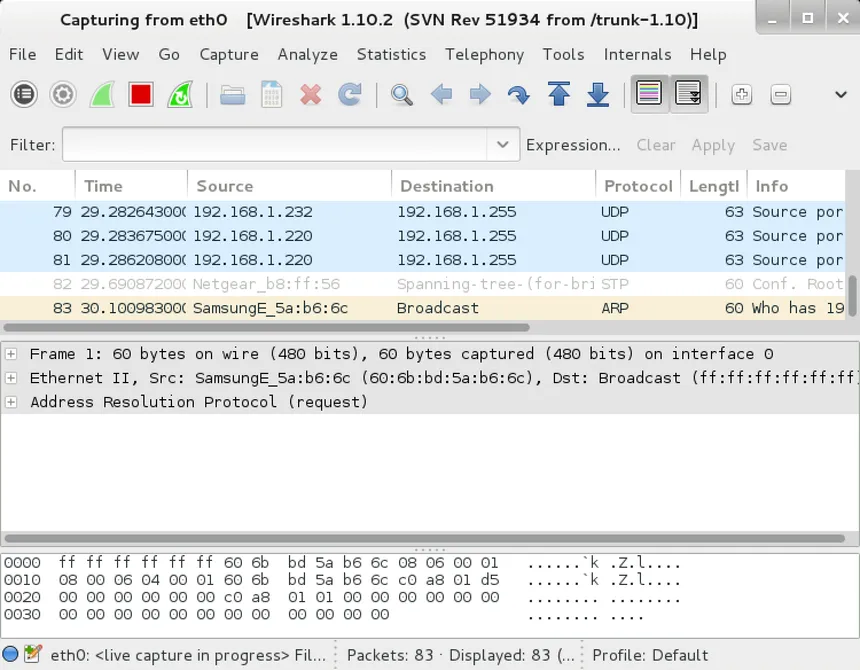 Capturing from eth0 [Wireshark 1.10.2 (SVN Rev 51934 from /trunk-1.10)]
File Edit View Go Capture Analyze Statistics Telephony Tools Internals Help
Filter: Expression... Clear Apply Save
No. Time Source Destination Protocol Lengtl Info
79 29.282643000 192.168.1.232 192.168.1.255 UDP 63 Source por
80 29.283675000 192.168.1.220 192.168.1.255 UDP 63 Source por
81 29.286208000 192.168.1.220 192.168.1.255 UDP 63 Source por
82 29.690872000 Netgear_b8:ff:56 Spanning-tree-(for-bri STP 60 Conf. Root
83 30.100983000 SamsungE_5a:b6:6c Broadcast ARP 60 Who has 19
Frame 1: 60 bytes on wire (480 bits), 60 bytes captured (480 bits) on interface 0
Ethernet II, Src: SamsungE_5a:b6:6c (60:6b:bd:5a:b6:6c), Dst: Broadcast (ff:ff:ff:ff:ff:ff)
Address Resolution Protocol (request)
0000 ff ff ff ff ff ff 60 6b bd 5a b6 6c 08 06 00 01 ......`k .Z.l....
0010 08 00 06 04 00 01 60 6b bd 5a b6 6c c0 a8 01 d5 ......`k .Z.l....
0020 00 00 00 00 00 00 c0 a8 01 01 00 00 00 00 00 00 ........ ........
0030 00 00 00 00 00 00 00 00 00 00 00 00 ........ ....
eth0: <live capture in progress> Fil... Packets: 83 · Displayed: 83 (... Profile: Default